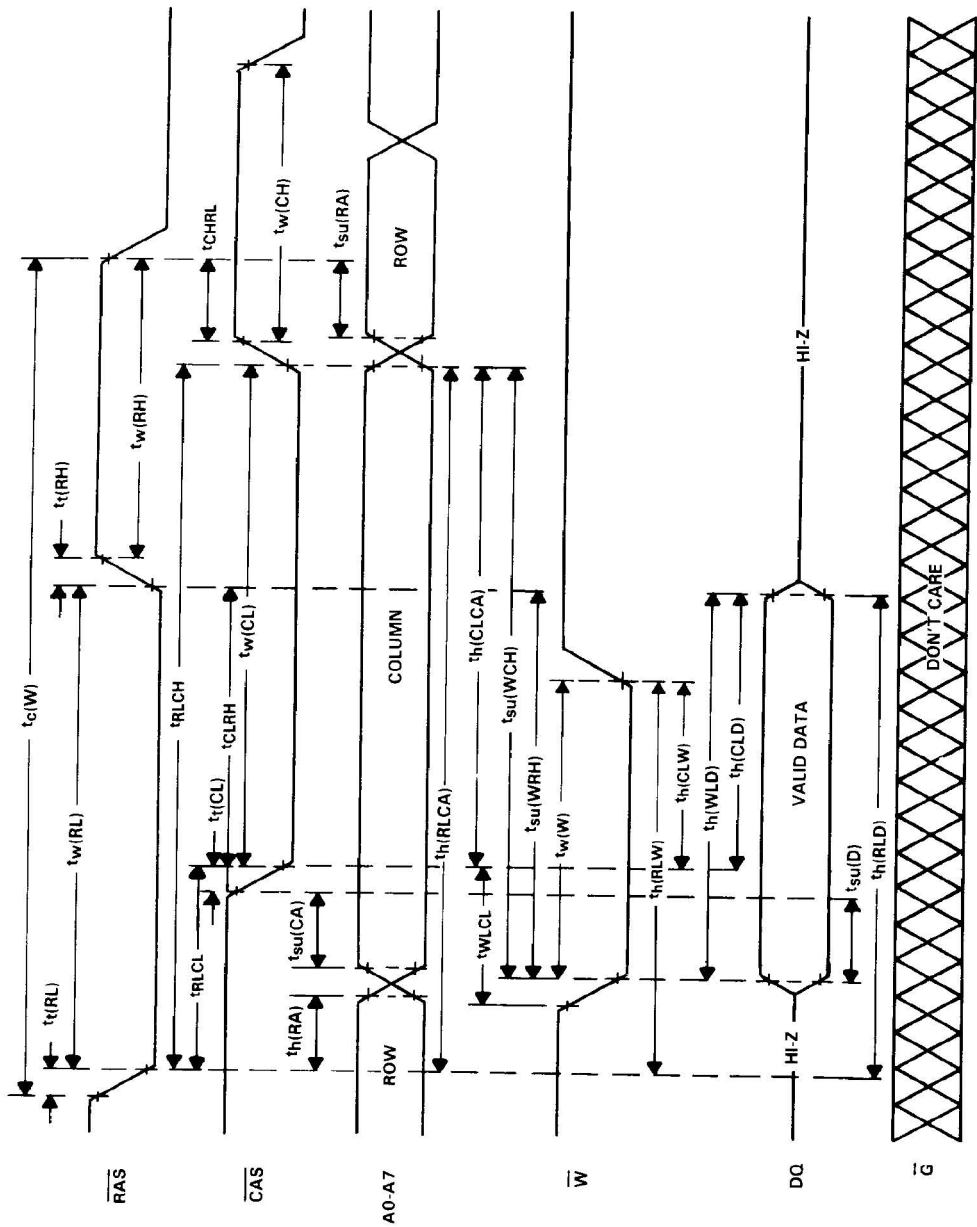 RAS
tt(RL)
tc(W)
tw(RL)
tt(RH)
tw(RH)
CAS
tRLCL
tRLCH
tt(CL)
tCLRH
tw(CL)
tCHRL
tw(CH)
A0-A7
th(RA)
tsu(CA)
tsu(RA)
ROW
COLUMN
ROW
th(RLCA)
th(CLCA)
tWLCL
tsu(WCH)
tsu(WRH)
tw(W)
W
th(RLW)
th(CLW)
th(WLD)
th(CLD)
DQ
HI-Z
VALID DATA
HI-Z
tsu(D)
th(RLD)
G
DON'T CARE